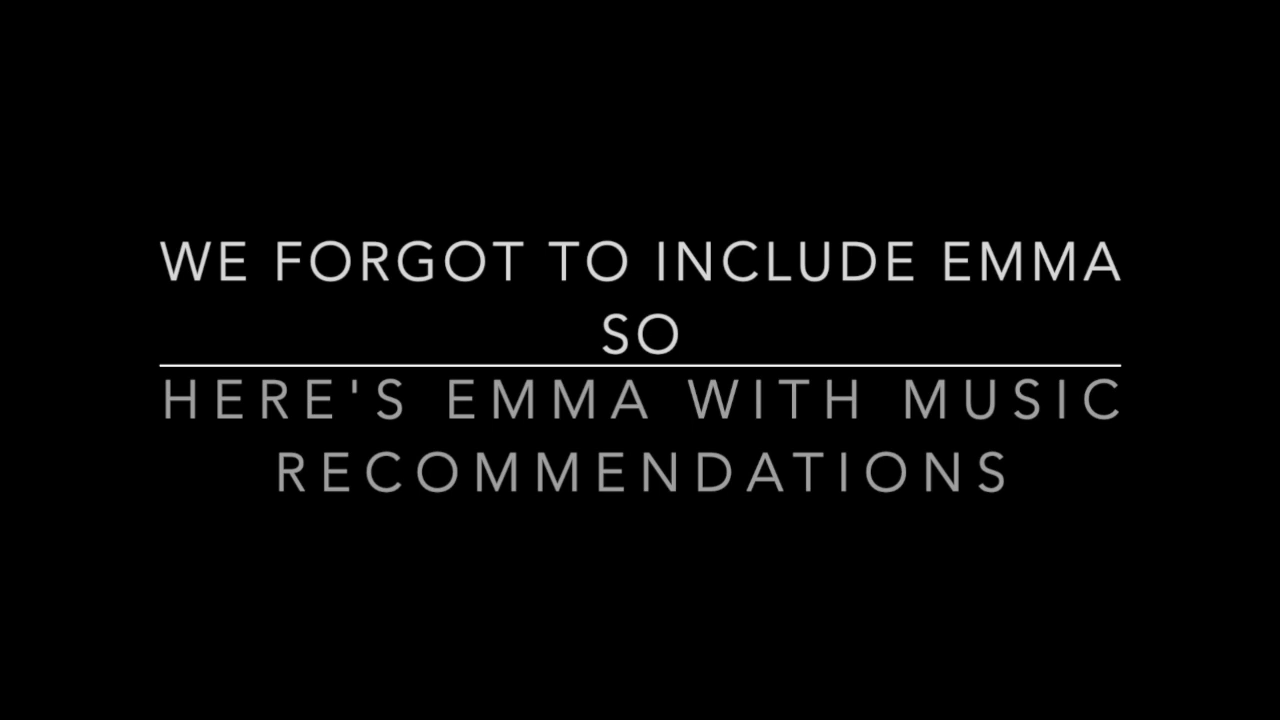 WE FORGOT TO INCLUDE EMMA
SO
HERE'S EMMA WITH MUSIC
RECOMMENDATIONS